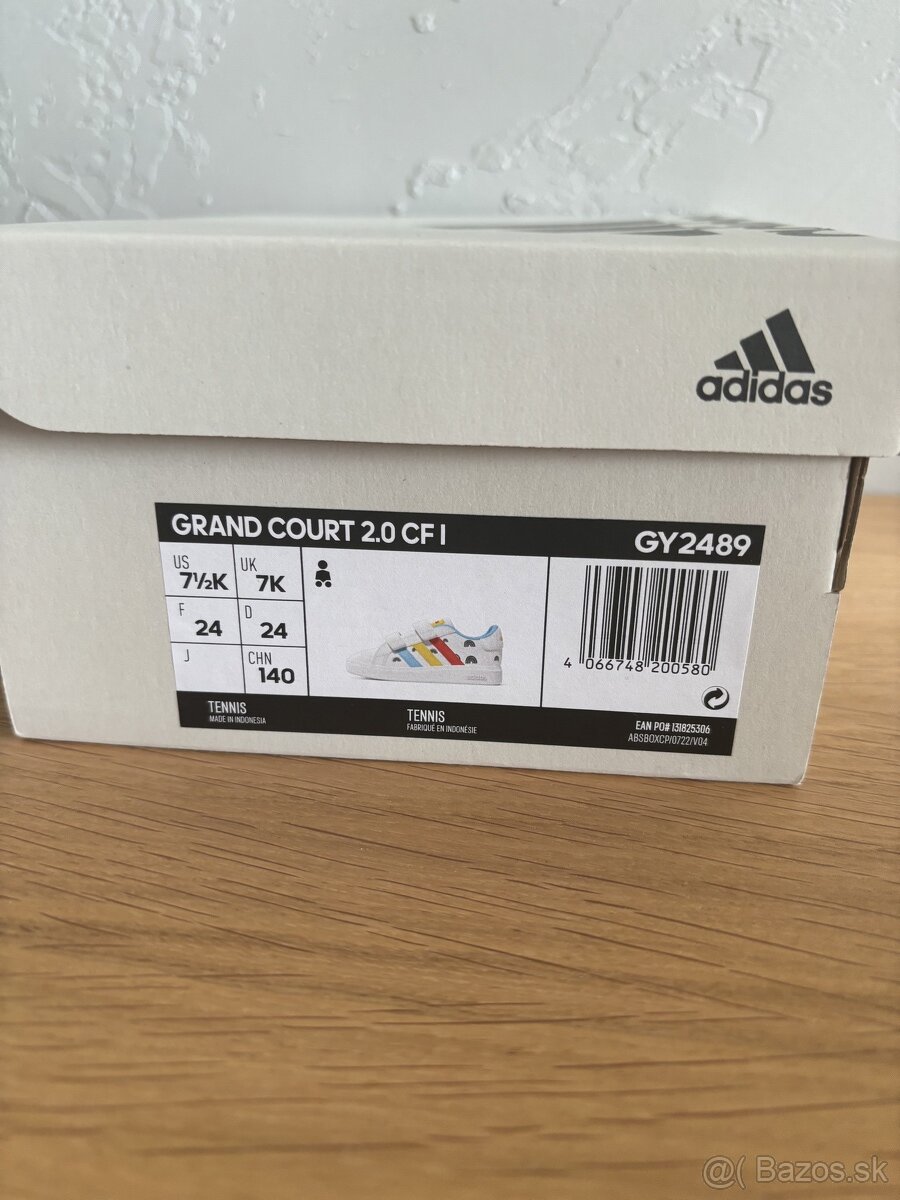 adidas
GRAND COURT 2.0 CF I
GY2489
US 7½K
UK 7K
F 24
D 24
J
CHN 140
adidas
4 066748 200580
TENNIS
MADE IN INDONESIA
TENNIS
FABRIQUÉ EN INDONÉSIE
EAN PO# 131825306
ABSBOXCP/0722/V04
@( Bazos.sk